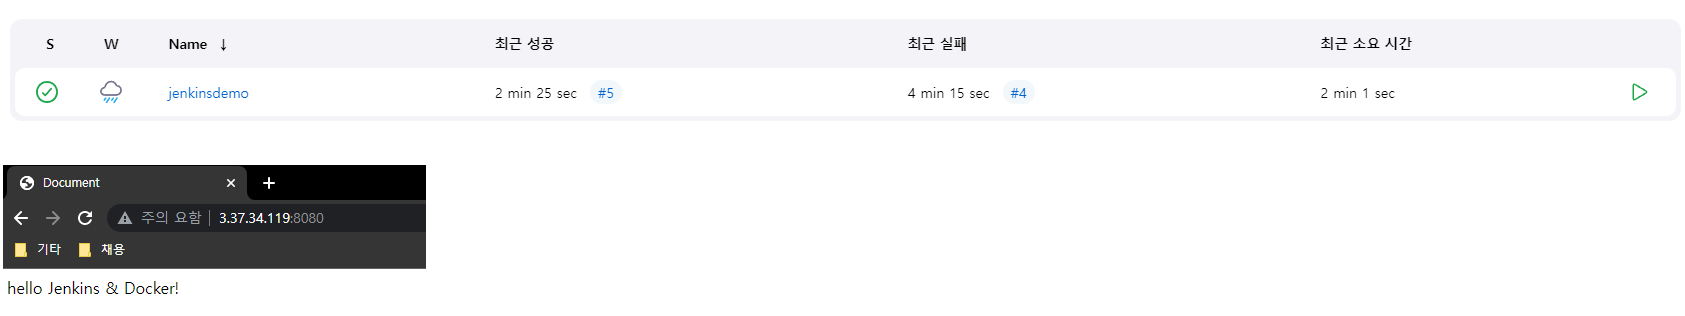 S W Name ↓ 최근 성공 최근 실패 최근 소요 시간
jenkinsdemo 2 min 25 sec #5 4 min 15 sec #4 2 min 1 sec
Document
주의 요함 | 3.37.34.119:8080
기타 채용
hello Jenkins & Docker!